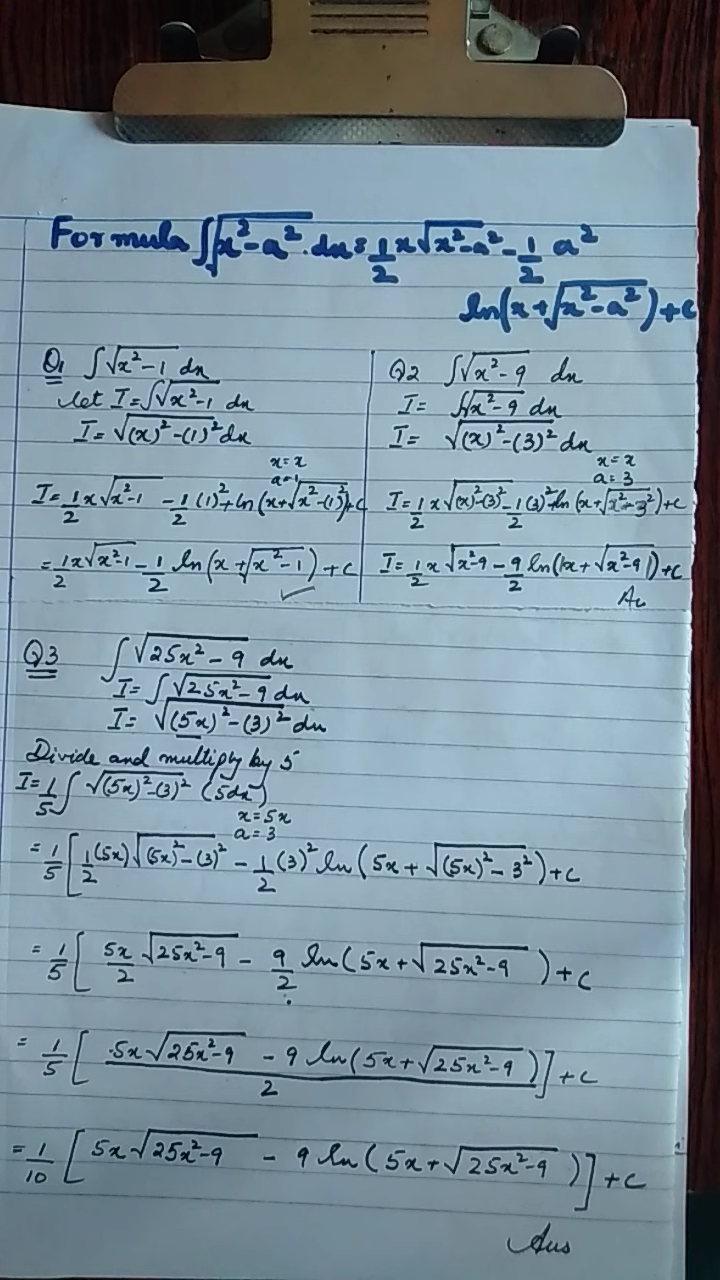 Formula ∫√x²-a² . dx = 1/2 x√x²-a² - 1/2 a²
ln(x+√x²-a²)+c
Q1 ∫√x²-1 dx
let I=∫√x²-1 dx
I=√(x)²-(1)² dx
x=x
a=1
I=1/2 x√x²-1 - 1/2 (1)²+ln(x+√x²-(1)²)+c
=1/2 x√x²-1 - 1/2 ln(x+√x²-1)+c
Q2 ∫√x²-9 dx
I= ∫√x²-9 dx
I= √(x)²-(3)² dx
x=x
a=3
I=1/2 x√(x)²-(3)² - 1/2 (3)² ln(x+√x²-3²)+c
I=1/2 x√x²-9 - 9/2 ln(x+√x²-9)+c
Q3 ∫√25x²-9 dx
I= ∫√25x²-9 dx
I= √(5x)²-(3)² dx
Divide and multiply by 5
I=1/5 ∫√(5x)²-(3)² (5dx)
x=5x
a=3
=1/5 [1/2 (5x)√(5x)²-(3)² - 1/2 (3)² ln(5x+√(5x)²-3²)+c
=1/5 [5x/2 √25x²-9 - 9/2 ln(5x+√25x²-9)+c
=1/5 [5x√25x²-9 - 9 ln(5x+√25x²-9)/2]+c
=1/10 [5x√25x²-9 - 9 ln(5x+√25x²-9)]+c
Ans